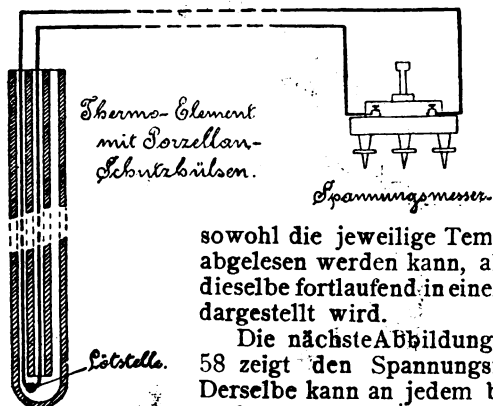 Thermo-Element
mit Porzellan-
Schutzhülsen.
Spannungsmesser.
sowohl die jeweilige Tem
abgelesen werden kann, a
dieselbe fortlaufend in eine
dargestellt wird.
Die nächste Abbildung
58 zeigt den Spannungs
Lötstelle.
Derselbe kann an jedem b